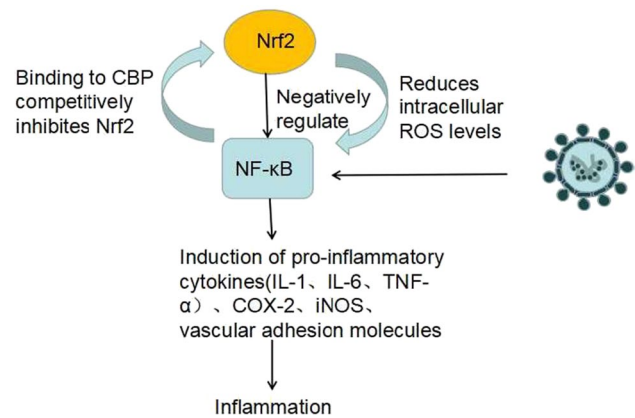 Nrf2
Binding to CBP
competitively
inhibites Nrf2
Negatively
regulate
Reduces
intracellular
ROS levels
NF-κB
Induction of pro-inflammatory
cytokines(IL-1、IL-6、TNF-
α）、COX-2、iNOS、
vascular adhesion molecules
Inflammation